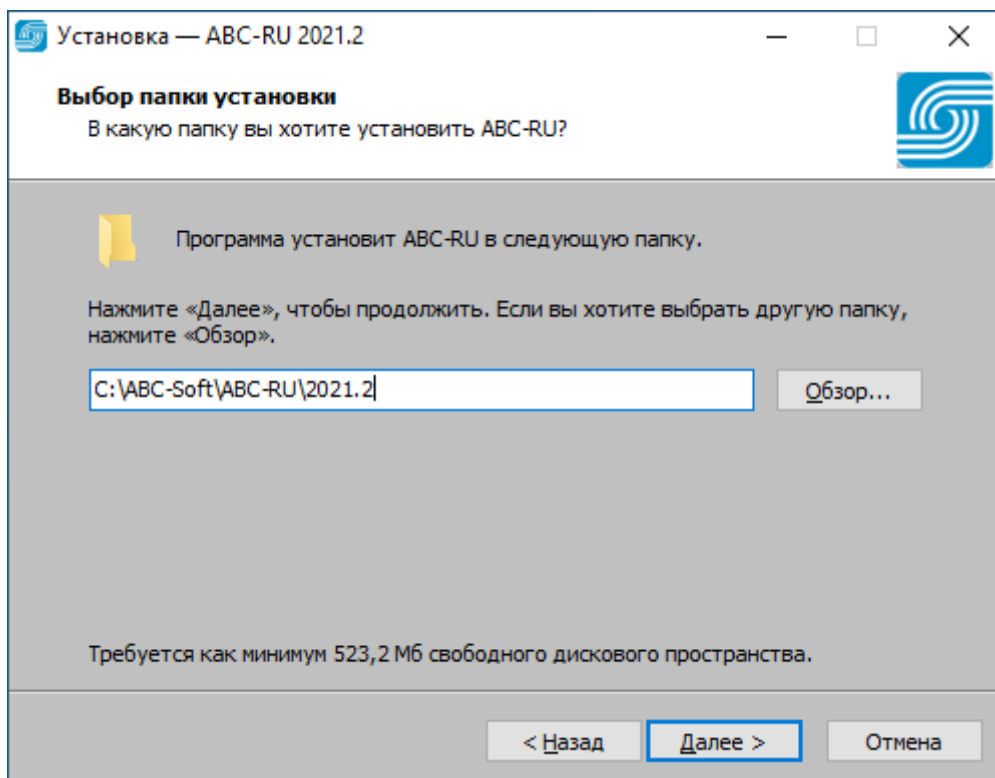 Установка — ABC-RU 2021.2
Выбор папки установки
В какую папку вы хотите установить ABC-RU?
Программа установит ABC-RU в следующую папку.
Нажмите «Далее», чтобы продолжить. Если вы хотите выбрать другую папку,
нажмите «Обзор».
C:\ABC-Soft\ABC-RU\2021.2
Обзор...
Требуется как минимум 523,2 Мб свободного дискового пространства.
< Назад
Далее >
Отмена